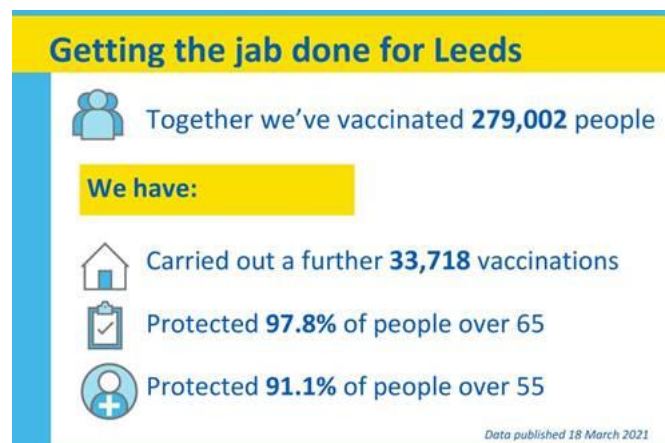 Getting the jab done for Leeds
Together we’ve vaccinated 279,002 people
We have:
Carried out a further 33,718 vaccinations
Protected 97.8% of people over 65
Protected 91.1% of people over 55
Data published 18 March 2021